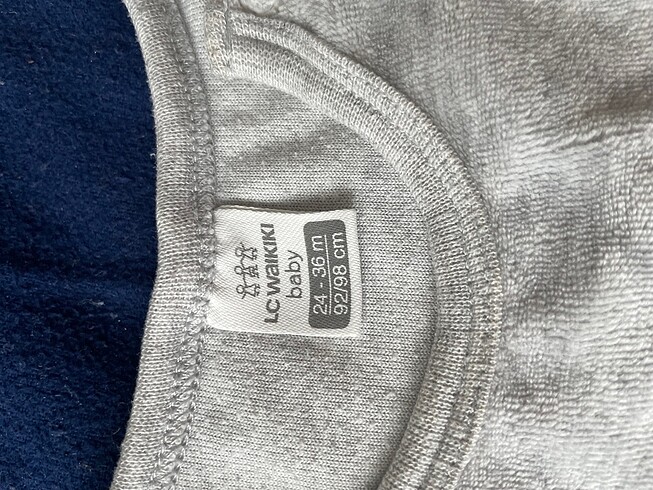 LC WAIKIKI
baby
24 - 36 m
92/98 cm